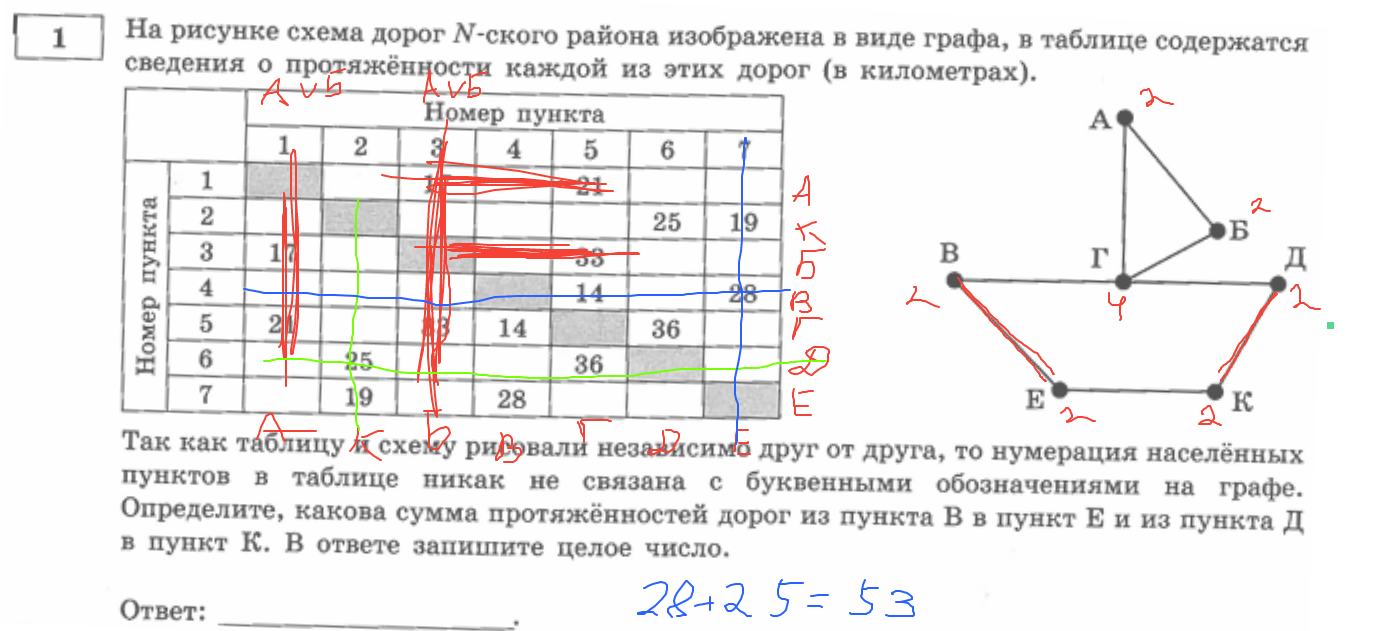 1
На рисунке схема дорог N-ского района изображена в виде графа, в таблице содержатся
сведения о протяжённости каждой из этих дорог (в километрах).
А v Б А v Б
Номер пункта
1 2 3 4 5 6 7
Номер пункта
1 17 21 А
2 25 19 К
3 17 33 Б
4 14 28 В
5 21 33 14 36 Г
6 25 36 Д
7 19 28 Е
А К Б В Г D Е
А 2
Б 2
В 2
Г 4
Д 2
Е 2
К 2
Так как таблицу и схему рисовали независимо друг от друга, то нумерация населённых
пунктов в таблице никак не связана с буквенными обозначениями на графе.
Определите, какова сумма протяжённостей дорог из пункта В в пункт Е и из пункта Д
в пункт К. В ответе запишите целое число.
28+25=53
Ответ: ____________________.